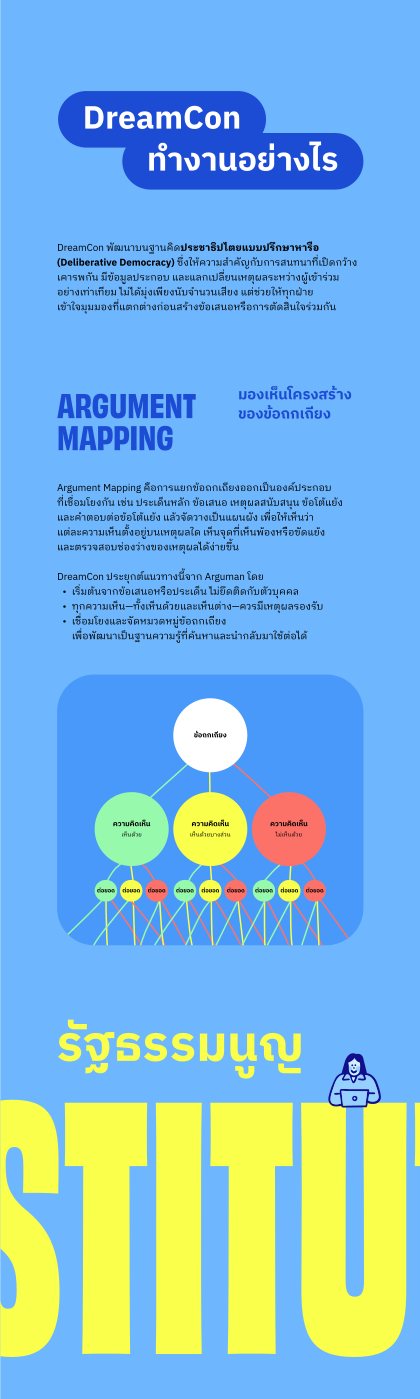 DreamCon
ทำงานอย่างไร
DreamCon พัฒนาบนฐานคิดประชาธิปไตยแบบปรึกษาหารือ
(Deliberative Democracy) ซึ่งให้ความสำคัญกับการสนทนาที่เปิดกว้าง
เคารพกัน มีข้อมูลประกอบ และแลกเปลี่ยนเหตุผลระหว่างผู้เข้าร่วม
อย่างเท่าเทียม ไม่ได้มุ่งเพียงนับจำนวนเสียง แต่ช่วยให้ทุกฝ่าย
เข้าใจมุมมองที่แตกต่างก่อนสร้างข้อเสนอหรือการตัดสินใจร่วมกัน
ARGUMENT
MAPPING
มองเห็นโครงสร้าง
ของข้อถกเถียง
Argument Mapping คือการแยกข้อถกเถียงออกเป็นองค์ประกอบ
ที่เชื่อมโยงกัน เช่น ประเด็นหลัก ข้อเสนอ เหตุผลสนับสนุน ข้อโต้แย้ง
และคำตอบต่อข้อโต้แย้ง แล้วจัดวางเป็นแผนผัง เพื่อให้เห็นว่า
แต่ละความเห็นตั้งอยู่บนเหตุผลใด เห็นจุดที่เห็นพ้องหรือขัดแย้ง
และตรวจสอบช่องว่างของเหตุผลได้ง่ายขึ้น
DreamCon ประยุกต์แนวทางนี้จาก Arguman โดย
• เริ่มต้นจากข้อเสนอหรือประเด็น ไม่ยึดติดกับตัวบุคคล
• ทุกความเห็น—ทั้งเห็นด้วยและเห็นต่าง—ควรมีเหตุผลรองรับ
• เชื่อมโยงและจัดหมวดหมู่ข้อถกเถียง
เพื่อพัฒนาเป็นฐานความรู้ที่ค้นหาและนำกลับมาใช้ต่อได้
ข้อถกเถียง
ความคิดเห็น
เห็นด้วย
ความคิดเห็น
เห็นด้วยบางส่วน
ความคิดเห็น
ไม่เห็นด้วย
ต่อยอด ต่อยอด ต่อยอด ต่อยอด ต่อยอด ต่อยอด ต่อยอด ต่อยอด ต่อยอด
รัฐธรรมนูญ
STITU